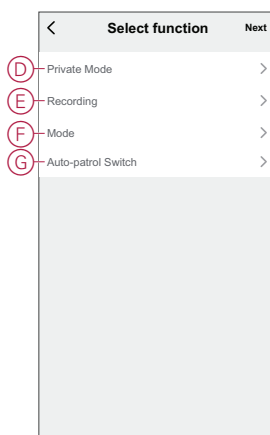 Select function Next
D Private Mode
E Recording
F Mode
G Auto-patrol Switch